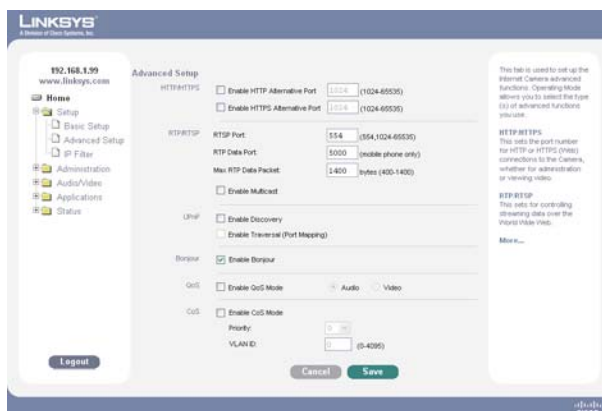 LINKSYS®
A Division of Cisco Systems, Inc.
192.168.1.99
www.linksys.com
Home
Setup
Basic Setup
Advanced Setup
IP Filter
Administration
Audio/Video
Applications
Status
Logout
Advanced Setup
HTTP/HTTPS
Enable HTTP Alternative Port 1024 (1024-65535)
Enable HTTPS Alternative Port 1024 (1024-65535)
RTP/RTSP
RTSP Port: 554 (554,1024-65535)
RTP Data Port: 5000 (mobile phone only)
Max RTP Data Packet: 1400 bytes (400-1400)
Enable Multicast
UPnP
Enable Discovery
Enable Traversal (Port Mapping)
Bonjour
Enable Bonjour
QoS
Enable QoS Mode Audio Video
CoS
Enable CoS Mode
Priority: 0
VLAN ID: 0 (0-4095)
Cancel Save
This tab is used to set up the
Internet Camera advanced
functions. Operating Mode
allows you to select the type
(s) of advanced functions
you use.
HTTP/HTTPS
This sets the port number
for HTTP or HTTPS (Web)
connections to the Camera,
whether for administration
or viewing video.
RTP/RTSP
This sets for controlling
streaming data over the
World Wide Web.
More...
cisco